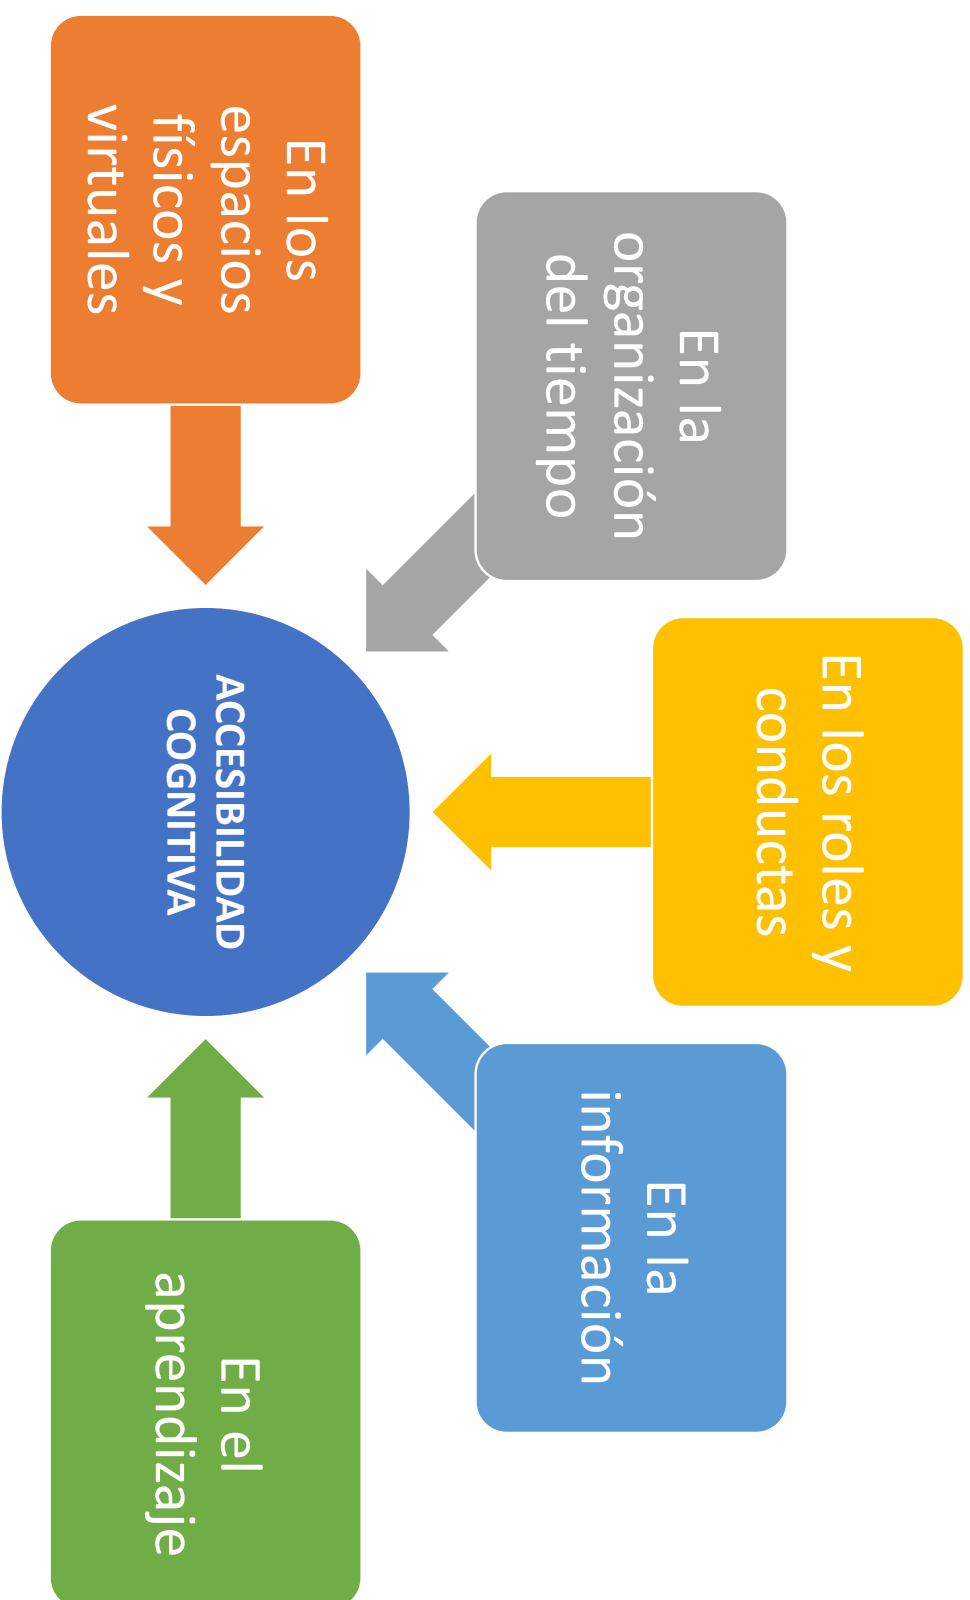 En los
espacios
físicos y
virtuales
En la
organización
del tiempo
En los roles y
conductas
En la
información
En el
aprendizaje
ACCESIBILIDAD
COGNITIVA